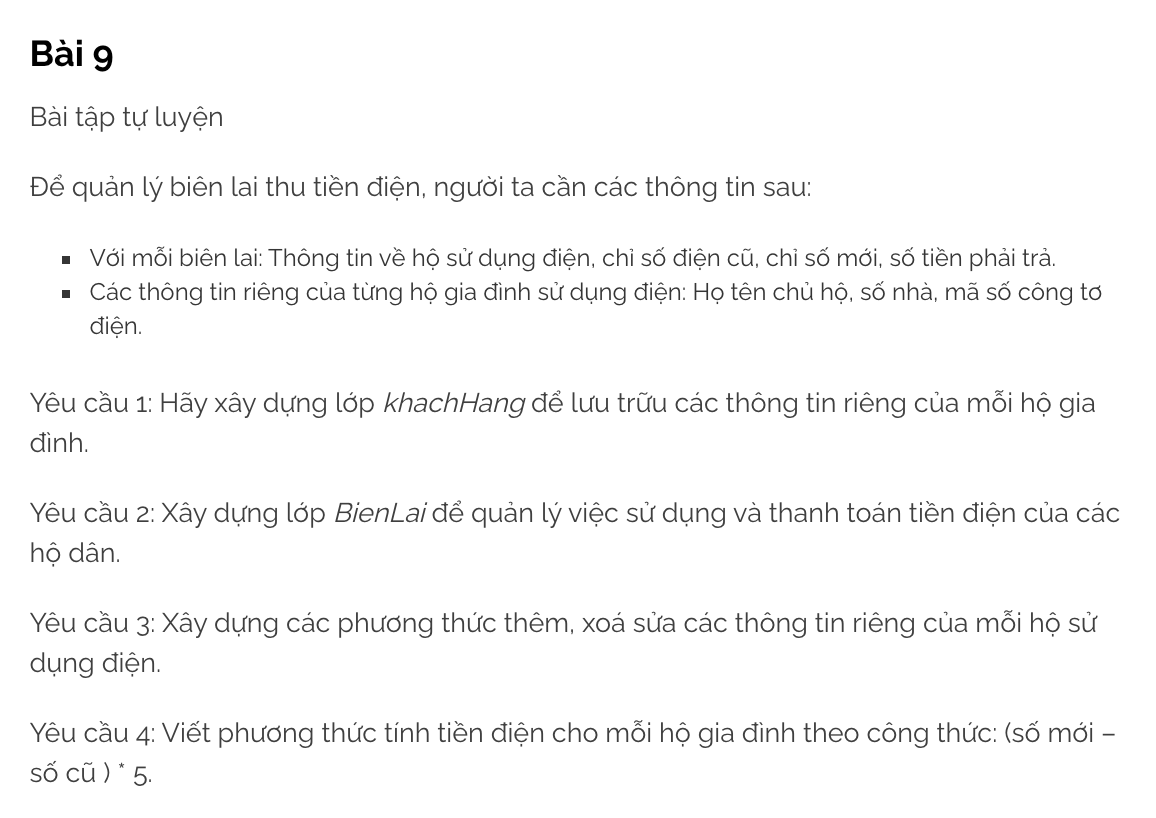 Bài 9
Bài tập tự luyện
Để quản lý biên lai thu tiền điện, người ta cần các thông tin sau:
▪ Với mỗi biên lai: Thông tin về hộ sử dụng điện, chỉ số điện cũ, chỉ số mới, số tiền phải trả.
▪ Các thông tin riêng của từng hộ gia đình sử dụng điện: Họ tên chủ hộ, số nhà, mã số công tơ
điện.
Yêu cầu 1: Hãy xây dựng lớp khachHang để lưu trữu các thông tin riêng của mỗi hộ gia
đình.
Yêu cầu 2: Xây dựng lớp BienLai để quản lý việc sử dụng và thanh toán tiền điện của các
hộ dân.
Yêu cầu 3: Xây dựng các phương thức thêm, xoá sửa các thông tin riêng của mỗi hộ sử
dụng điện.
Yêu cầu 4: Viết phương thức tính tiền điện cho mỗi hộ gia đình theo công thức: (số mới –
số cũ ) * 5.